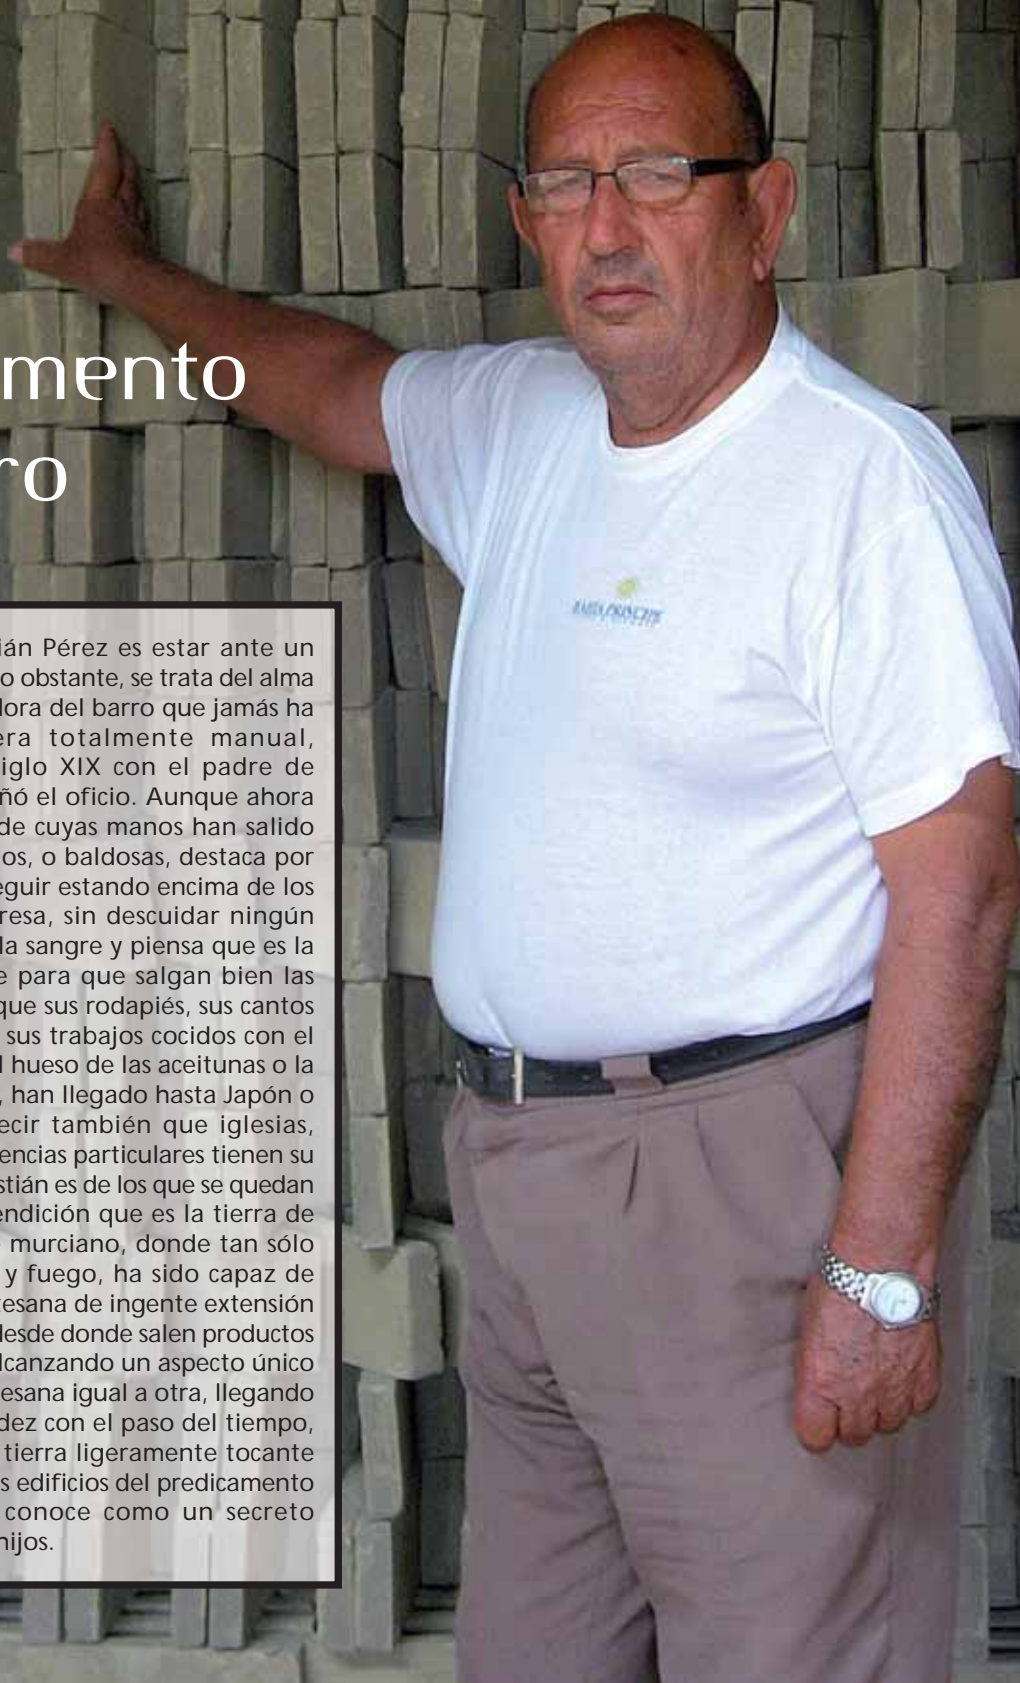 mento
ro
ián Pérez es estar ante un
o obstante, se trata del alma
dora del barro que jamás ha
era totalmente manual,
iglo XIX con el padre de
ñó el oficio. Aunque ahora
de cuyas manos han salido
os, o baldosas, destaca por
eguir estando encima de los
resa, sin descuidar ningún
la sangre y piensa que es la
e para que salgan bien las
que sus rodapiés, sus cantos
sus trabajos cocidos con el
l hueso de las aceitunas o la
, han llegado hasta Japón o
ecir también que iglesias,
encias particulares tienen su
stián es de los que se quedan
endición que es la tierra de
murciano, donde tan sólo
y fuego, ha sido capaz de
tesana de ingente extensión
desde donde salen productos
lcanzando un aspecto único
esana igual a otra, llegando
dez con el paso del tiempo,
tierra ligeramente tocante
s edificios del predicamento
conoce como un secreto
hijos.
BAHIA PRINCIPE